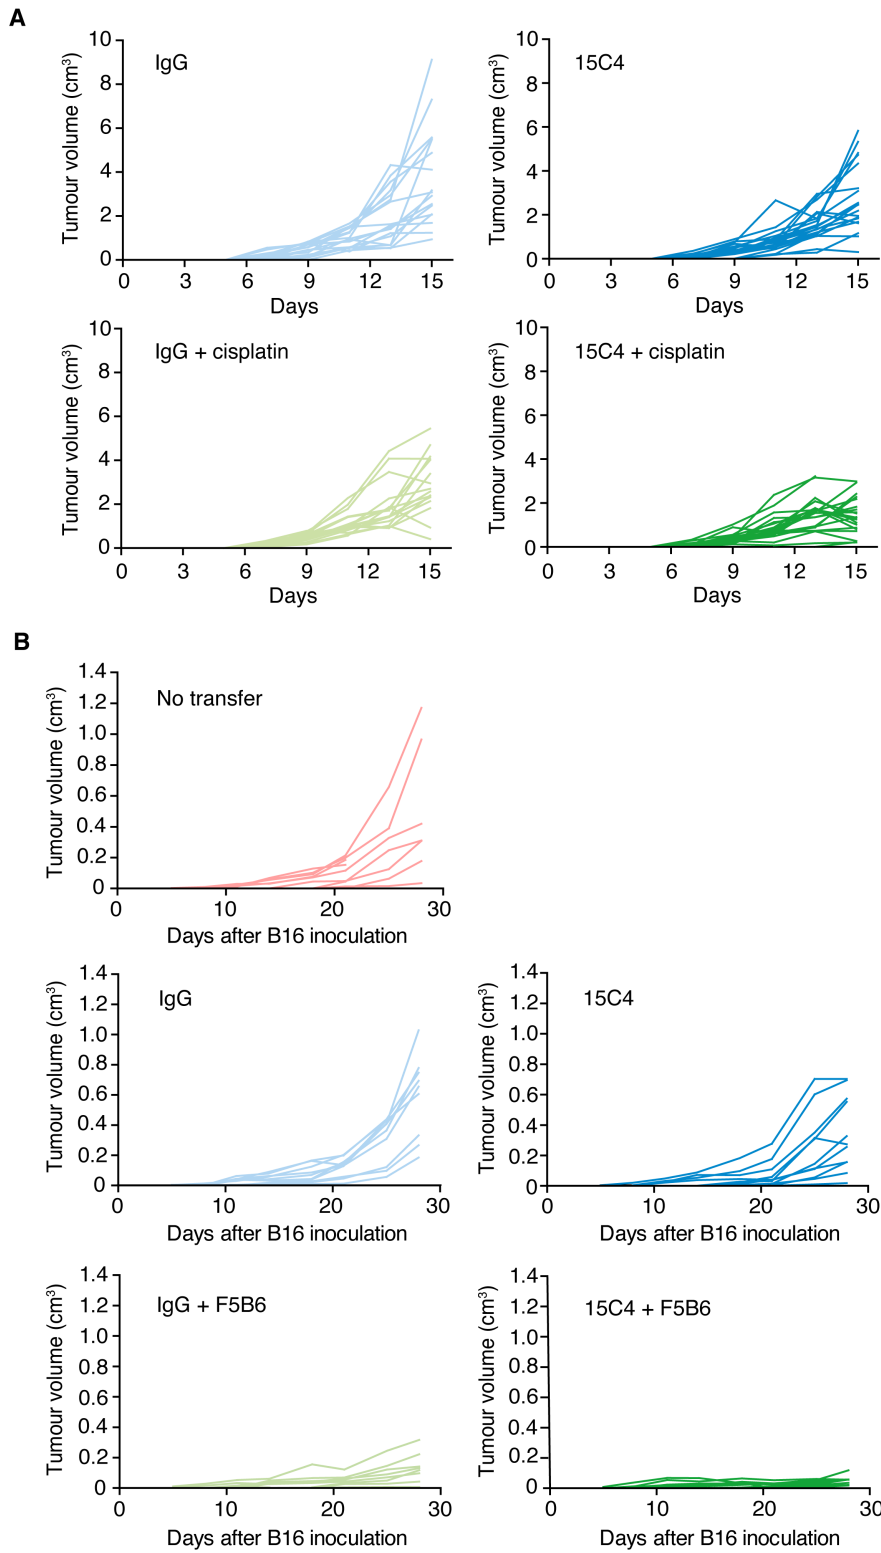 A
10
8
6
4
2
0
Tumour volume (cm³)
IgG
0 3 6 9 12 15
Days
10
8
6
4
2
0
Tumour volume (cm³)
15C4
0 3 6 9 12 15
Days
10
8
6
4
2
0
Tumour volume (cm³)
IgG + cisplatin
0 3 6 9 12 15
Days
10
8
6
4
2
0
Tumour volume (cm³)
15C4 + cisplatin
0 3 6 9 12 15
Days
B
1.4
1.2
1.0
0.8
0.6
0.4
0.2
0
Tumour volume (cm³)
No transfer
0 10 20 30
Days after B16 inoculation
1.4
1.2
1.0
0.8
0.6
0.4
0.2
0
Tumour volume (cm³)
IgG
0 10 20 30
Days after B16 inoculation
1.4
1.2
1.0
0.8
0.6
0.4
0.2
0
Tumour volume (cm³)
15C4
0 10 20 30
Days after B16 inoculation
1.4
1.2
1.0
0.8
0.6
0.4
0.2
0
Tumour volume (cm³)
IgG + F5B6
0 10 20 30
Days after B16 inoculation
1.4
1.2
1.0
0.8
0.6
0.4
0.2
0
Tumour volume (cm³)
15C4 + F5B6
0 10 20 30
Days after B16 inoculation